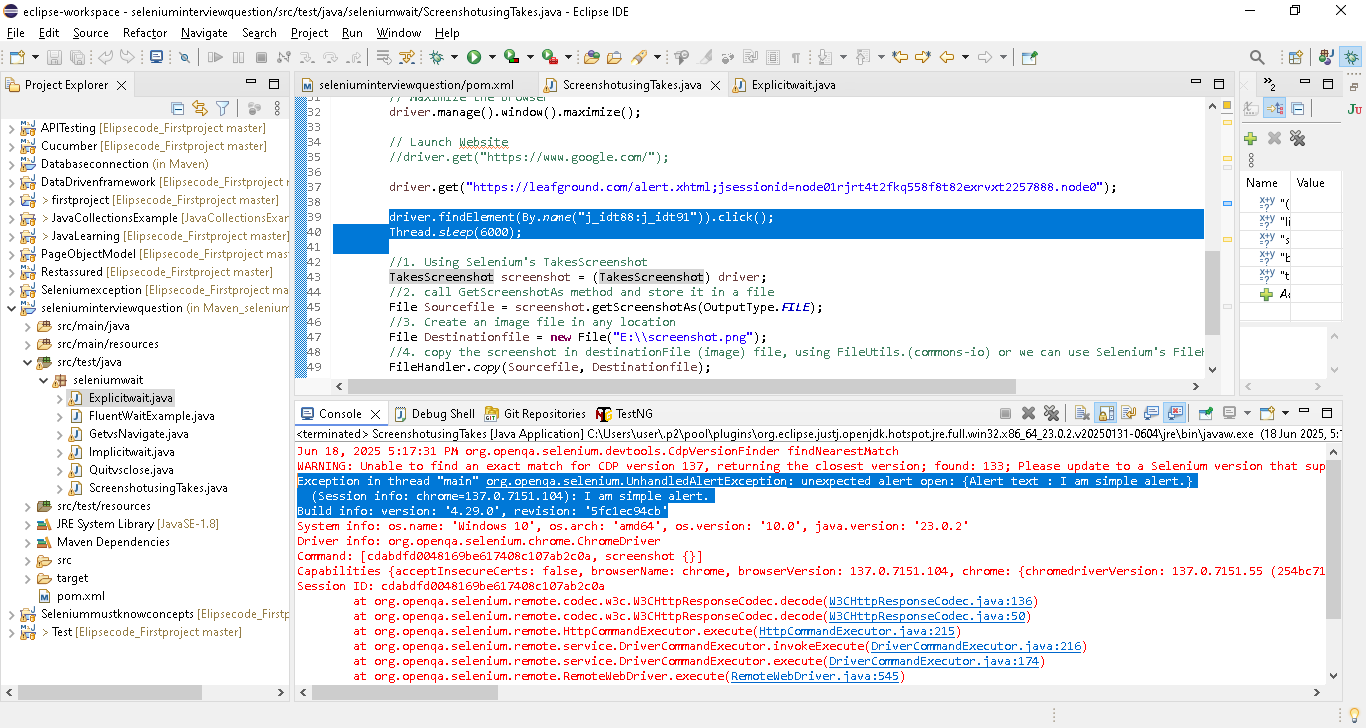 eclipse-workspace - seleniuminterviewquestion/src/test/java/seleniumwait/ScreenshotusingTakes.java - Eclipse IDE
File Edit Source Refactor Navigate Search Project Run Window Help
Project Explorer
seleniuminterviewquestion/pom.xml ScreenshotusingTakes.java Explicitwait.java
APITesting [Elipsecode_Firstproject master]
Cucumber [Elipsecode_Firstproject master]
Databaseconnection (in Maven)
DataDrivenframework [Elipsecode_Firstproject r
> firstproject [Elipsecode_Firstproject master]
> JavaCollectionsExample [JavaCollectionsExar
> JavaLearning [Elipsecode_Firstproject master]
PageObjectModel [Elipsecode_Firstproject mas
Restassured [Elipsecode_Firstproject master]
Seleniumexception [Elipsecode_Firstproject ma
seleniuminterviewquestion (in Maven_selenium
src/main/java
src/main/resources
src/test/java
seleniumwait
Explicitwait.java
FluentWaitExample.java
GetvsNavigate.java
Implicitwait.java
Quitvsclose.java
ScreenshotusingTakes.java
src/test/resources
JRE System Library [JavaSE-1.8]
Maven Dependencies
src
target
pom.xml
Seleniummustknowconcepts [Elipsecode_Firstp
> Test [Elipsecode_Firstproject master]
31 // Maximize the browser
32 driver.manage().window().maximize();
33
34 // Launch Website
35 //driver.get("https://www.google.com/");
36
37 driver.get("https://leafground.com/alert.xhtml;jsessionid=node01rjrt4t2fkq558f8t82exrvxt2257888.node0");
38
39 driver.findElement(By.name("j_idt88:j_idt91")).click();
40 Thread.sleep(6000);
41
42 //1. Using Selenium's TakesScreenshot
43 TakesScreenshot screenshot = (TakesScreenshot) driver;
44 //2. call GetScreenshotAs method and store it in a file
45 File Sourcefile = screenshot.getScreenshotAs(OutputType.FILE);
46 //3. Create an image file in any location
47 File Destinationfile = new File("E:\\screenshot.png");
48 //4. copy the screenshot in destinationFile (image) file, using FileUtils.(commons-io) or we can use Selenium's FileH
49 FileHandler.copy(Sourcefile, Destinationfile);
Ju
Name Value
x+y =? "(
x+y =? "li
x+y =? "s
x+y =? "b
x+y =? "t
Ac
Console Debug Shell Git Repositories TestNG
<terminated> ScreenshotusingTakes [Java Application] C:\Users\user\.p2\pool\plugins\org.eclipse.justj.openjdk.hotspot.jre.full.win32.x86_64_23.0.2.v20250131-0604\jre\bin\javaw.exe (18 Jun 2025, 5:1
Jun 18, 2025 5:17:31 PM org.openqa.selenium.devtools.CdpVersionFinder findNearestMatch
WARNING: Unable to find an exact match for CDP version 137, returning the closest version; found: 133; Please update to a Selenium version that sup
Exception in thread "main" org.openqa.selenium.UnhandledAlertException: unexpected alert open: {Alert text : I am simple alert.}
(Session info: chrome=137.0.7151.104): I am simple alert.
Build info: version: '4.29.0', revision: '5fc1ec94cb'
System info: os.name: 'Windows 10', os.arch: 'amd64', os.version: '10.0', java.version: '23.0.2'
Driver info: org.openqa.selenium.chrome.ChromeDriver
Command: [cdabdfd0048169be617408c107ab2c0a, screenshot {}]
Capabilities {acceptInsecureCerts: false, browserName: chrome, browserVersion: 137.0.7151.104, chrome: {chromedriverVersion: 137.0.7151.55 (254bc71
Session ID: cdabdfd0048169be617408c107ab2c0a
at org.openqa.selenium.remote.codec.w3c.W3CHttpResponseCodec.decode(W3CHttpResponseCodec.java:136)
at org.openqa.selenium.remote.codec.w3c.W3CHttpResponseCodec.decode(W3CHttpResponseCodec.java:50)
at org.openqa.selenium.remote.HttpCommandExecutor.execute(HttpCommandExecutor.java:215)
at org.openqa.selenium.remote.service.DriverCommandExecutor.invokeExecute(DriverCommandExecutor.java:216)
at org.openqa.selenium.remote.service.DriverCommandExecutor.execute(DriverCommandExecutor.java:174)
at org.openqa.selenium.remote.RemoteWebDriver.execute(RemoteWebDriver.java:545)